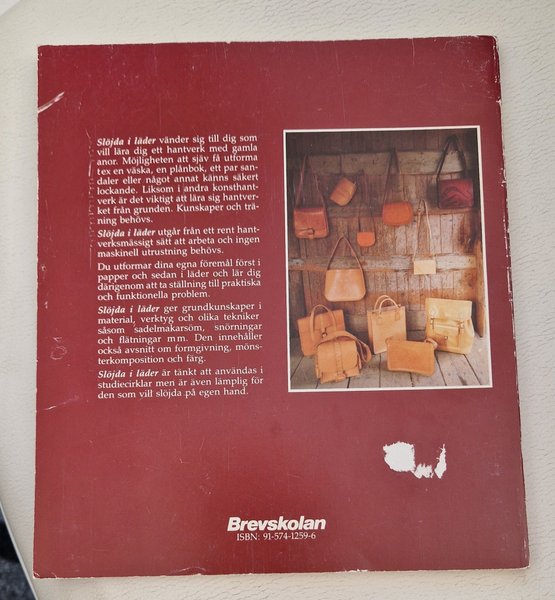 Slöjda i läder vänder sig till dig som
vill lära dig ett hantverk med gamla
anor. Möjligheten att sjäv få utforma
t ex en väska, en plånbok, ett par san-
daler eller något annat känns säkert
lockande. Liksom i andra konsthant-
verk är det viktigt att lära sig hantver-
ket från grunden. Kunskaper och trä-
ning behövs.
Slöjda i läder utgår från ett rent hant-
verksmässigt sätt att arbeta och ingen
maskinell utrustning behövs.
Du utformar dina egna föremål först i
papper och sedan i läder och lär dig
därigenom att ta ställning till praktiska
och funktionella problem.
Slöjda i läder ger grundkunskaper i
material, verktyg och olika tekniker
såsom sadelmakarsöm, snörningar
och flätningar mm. Den innehåller
också avsnitt om formgivning, möns-
terkomposition och färg.
Slöjda i läder är tänkt att användas i
studiecirklar men är även lämplig för
den som vill slöjda på egen hand.
Brevskolan
ISBN: 91-574-1259-6